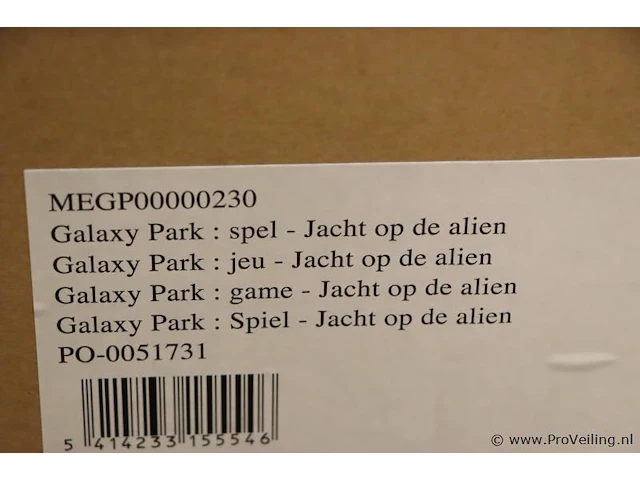 MEGP00000230
Galaxy Park : spel - Jacht op de alien
Galaxy Park : jeu - Jacht op de alien
Galaxy Park : game - Jacht op de alien
Galaxy Park : Spiel - Jacht op de alien
PO-0051731
5 414233 155546
© www.ProVeiling.nl